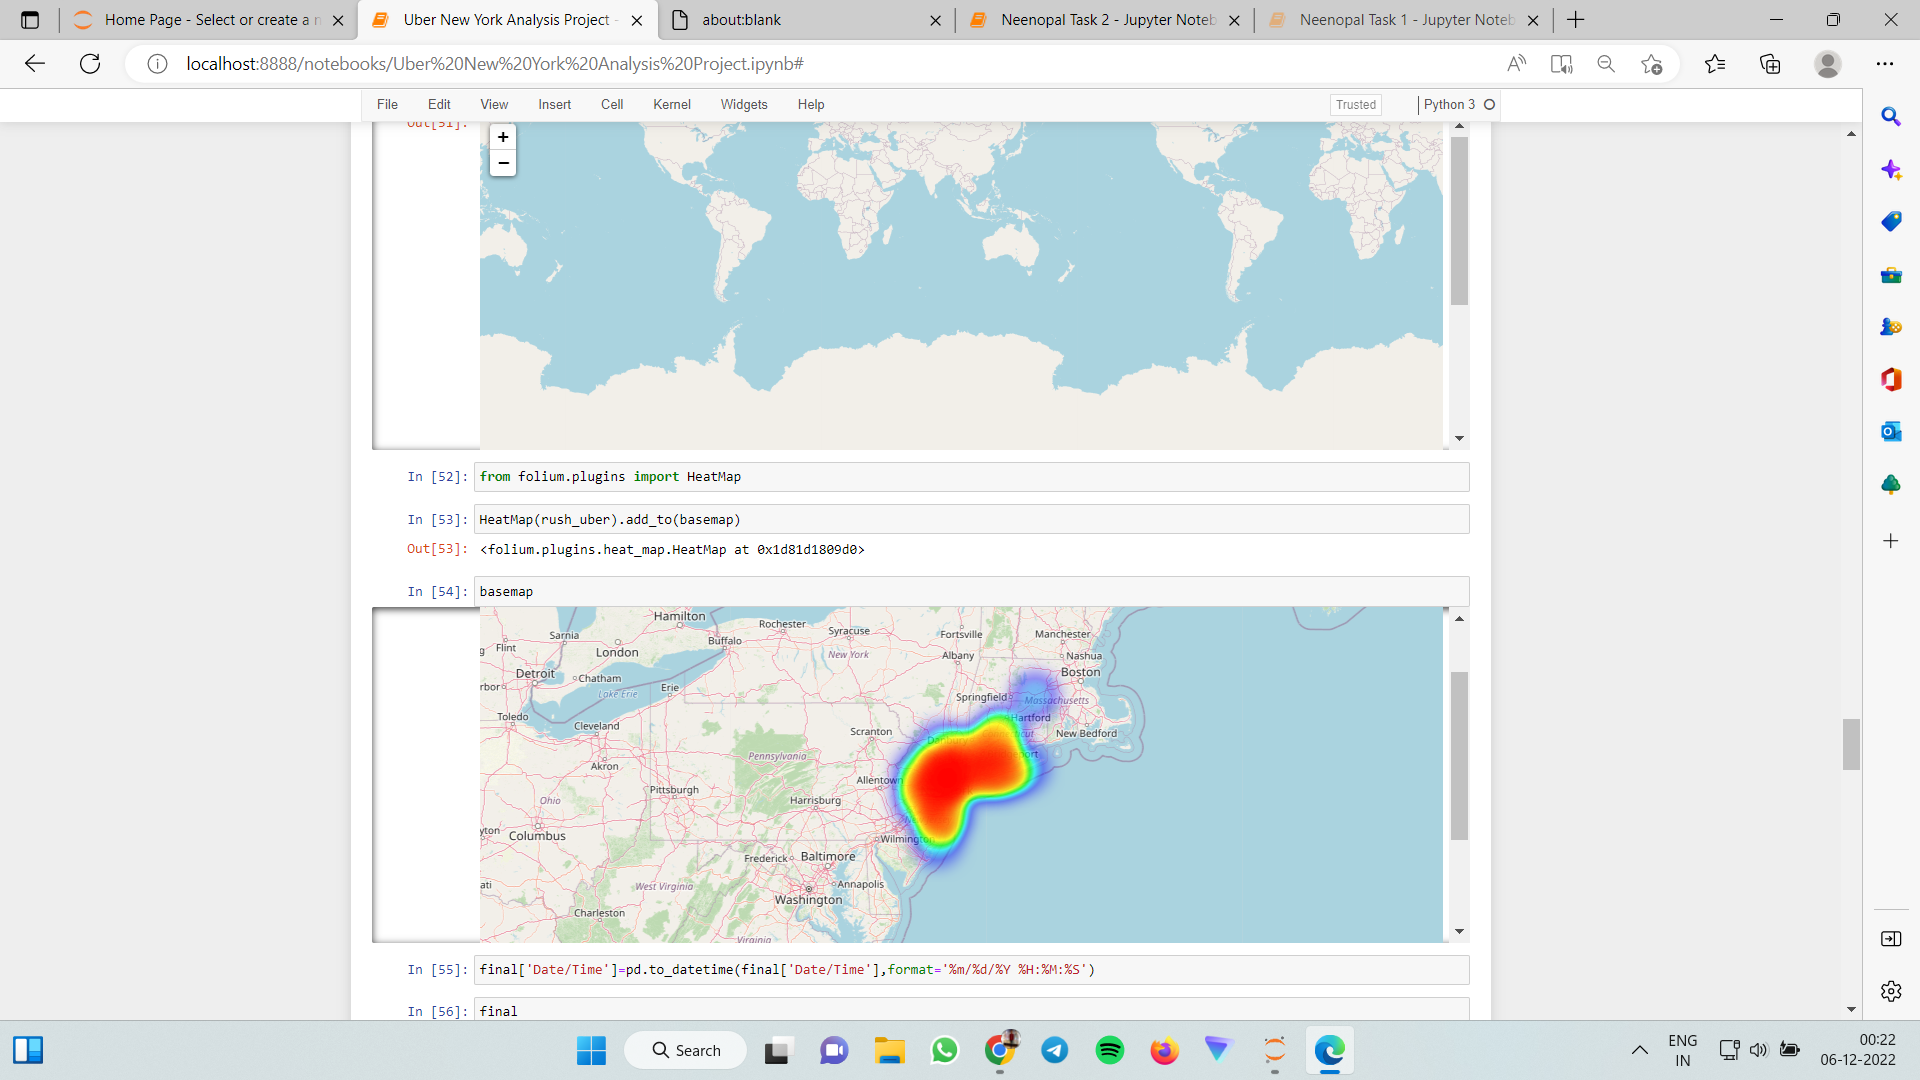 Home Page - Select or create a n
Uber New York Analysis Project -
about:blank
Neenopal Task 2 - Jupyter Noteb
Neenopal Task 1 - Jupyter Noteb
localhost:8888/notebooks/Uber%20New%20York%20Analysis%20Project.ipynb#
File Edit View Insert Cell Kernel Widgets Help
Trusted
Python 3
Out[51]:
+
−
In [52]: from folium.plugins import HeatMap
In [53]: HeatMap(rush_uber).add_to(basemap)
Out[53]: <folium.plugins.heat_map.HeatMap at 0x1d81d1809d0>
In [54]: basemap
Hamilton
Rochester
Syracuse
Fortsville
Manchester
Sarnia
Buffalo
Flint
London
New York
Albany
Nashua
Detroit
Chatham
Boston
rbor
Erie
Lake Erie
Springfield
Massachusetts
Toledo
Cleveland
Hartford
Scranton
New Bedford
Pennsylvania
Akron
Allentown
Pittsburgh
Harrisburg
Ohio
yton
Columbus
Wilmington
Frederick
Baltimore
West Virginia
Annapolis
ati
Washington
Charleston
Virginia
In [55]: final['Date/Time']=pd.to_datetime(final['Date/Time'],format='%m/%d/%Y %H:%M:%S')
In [56]: final
Search
ENG
IN
00:22
06-12-2022